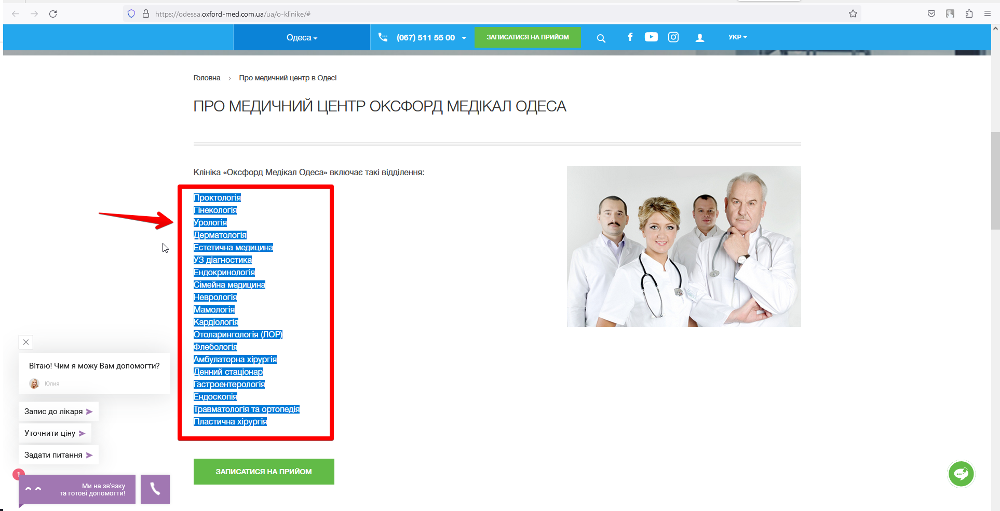 https://odessa.oxford-med.com.ua/ua/o-klinike/#
Одеса
(067) 511 55 00
ЗАПИСАТИСЯ НА ПРИЙОМ
УКР
Головна > Про медичний центр в Одесі
ПРО МЕДИЧНИЙ ЦЕНТР ОКСФОРД МЕДІКАЛ ОДЕСА
Клініка «Оксфорд Медікал Одеса» включає такі відділення:
Проктологія
Гінекологія
Урологія
Дерматологія
Естетична медицина
УЗ діагностика
Ендокринологія
Сімейна медицина
Неврологія
Мамологія
Кардіологія
Отоларингологія (ЛОР)
Флебологія
Амбулаторна хірургія
Денний стаціонар
Гастроентерологія
Ендоскопія
Травматологія та ортопедія
Пластична хірургія
ЗАПИСАТИСЯ НА ПРИЙОМ
Вітаю! Чим я можу Вам допомогти?
Юлия
Запис до лікаря
Уточнити ціну
Задати питання
1
Ми на зв'язку
та готові допомогти!